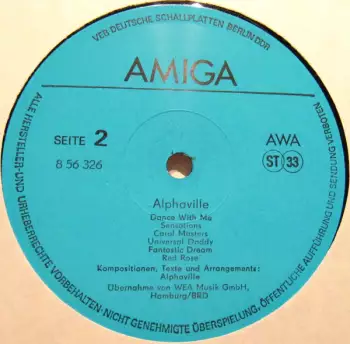 VEB DEUTSCHE SCHALLPLATTEN BERLIN DDR
AMIGA
SEITE 2
8 56 326
AWA
ST 33
Alphaville
Dance With Me
Sensations
Carol Masters
Universal Daddy
Fantastic Dream
Red Rose
Kompositionen, Texte und Arrangements:
Alphaville
Übernahme von WEA Musik GmbH,
Hamburg/BRD
ALLE HERSTELLER-UND URHEBERRECHTE VORBEHALTEN·NICHT GENEHMIGTE ÜBERSPIELUNG, ÖFFENTLICHE AUFFÜHRUNG UND SENDUNG VERBOTEN